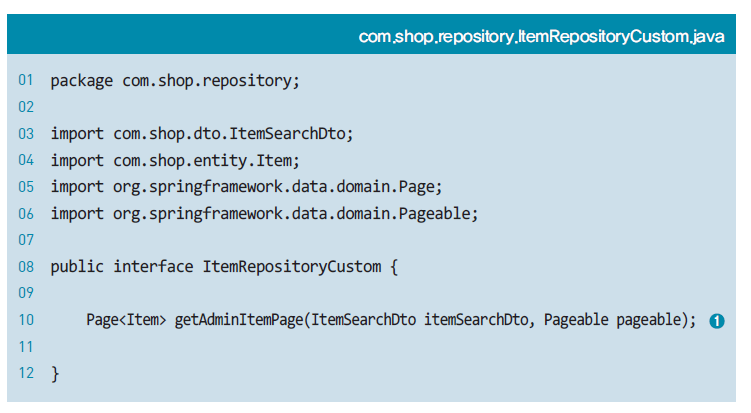 com.shop.repository.ItemRepositoryCustom.java
01 package com.shop.repository;
02
03 import com.shop.dto.ItemSearchDto;
04 import com.shop.entity.Item;
05 import org.springframework.data.domain.Page;
06 import org.springframework.data.domain.Pageable;
07
08 public interface ItemRepositoryCustom {
09
10     Page<Item> getAdminItemPage(ItemSearchDto itemSearchDto, Pageable pageable); ❶
11
12 }